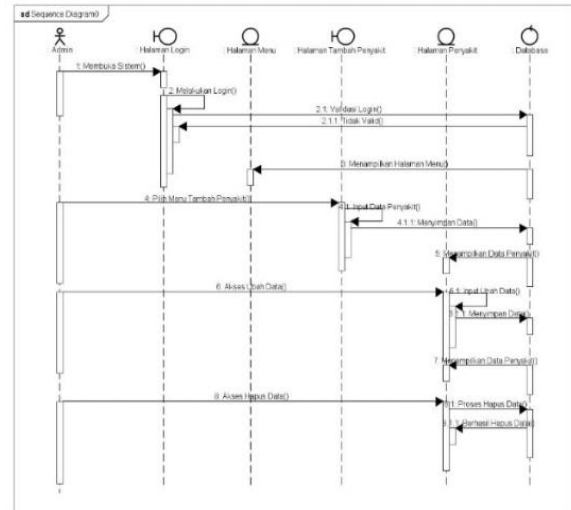 sd Sequence Diagram0
Admin
Halaman Login
Halaman Menu
Halaman Tambah Penyakit
Halaman Penyakit
Database
1: Membuka Sistem()
2: Melakukan Login()
2.1: Validasi Login()
2.1.1: Tidak Valid()
3: Menampilkan Halaman Menu()
4: Pilih Menu Tambah Penyakit()
4.1: Input Data Penyakit()
4.1.1: Menyimpan Data()
5: Menampilkan Data Penyakit()
6: Akses Ubah Data()
6.1: Input Ubah Data()
Menyimpan Data()
7: Menampilkan Data Penyakit()
8: Akses Hapus Data()
8.1: Proses Hapus Data()
8.1.1: Berhasil Hapus Data()